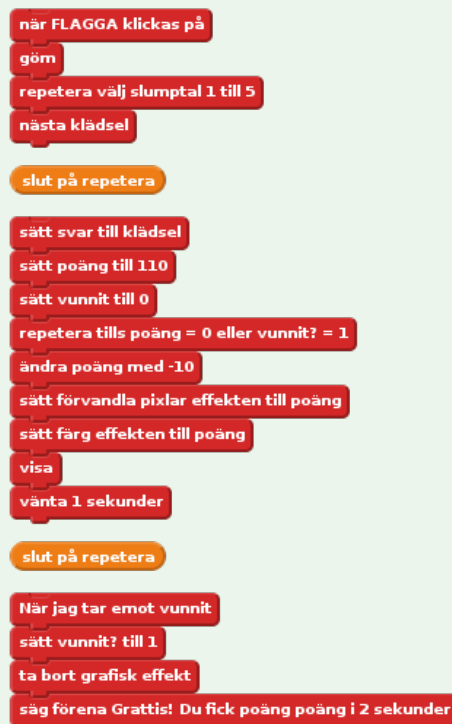 när FLAGGA klickas på
göm
repetera välj slumptal 1 till 5
nästa klädsel
slut på repetera
sätt svar till klädsel
sätt poäng till 110
sätt vunnit till 0
repetera tills poäng = 0 eller vunnit? = 1
ändra poäng med -10
sätt förvandla pixlar effekten till poäng
sätt färg effekten till poäng
visa
vänta 1 sekunder
slut på repetera
När jag tar emot vunnit
sätt vunnit? till 1
ta bort grafisk effekt
säg förena Grattis! Du fick poäng poäng i 2 sekunder